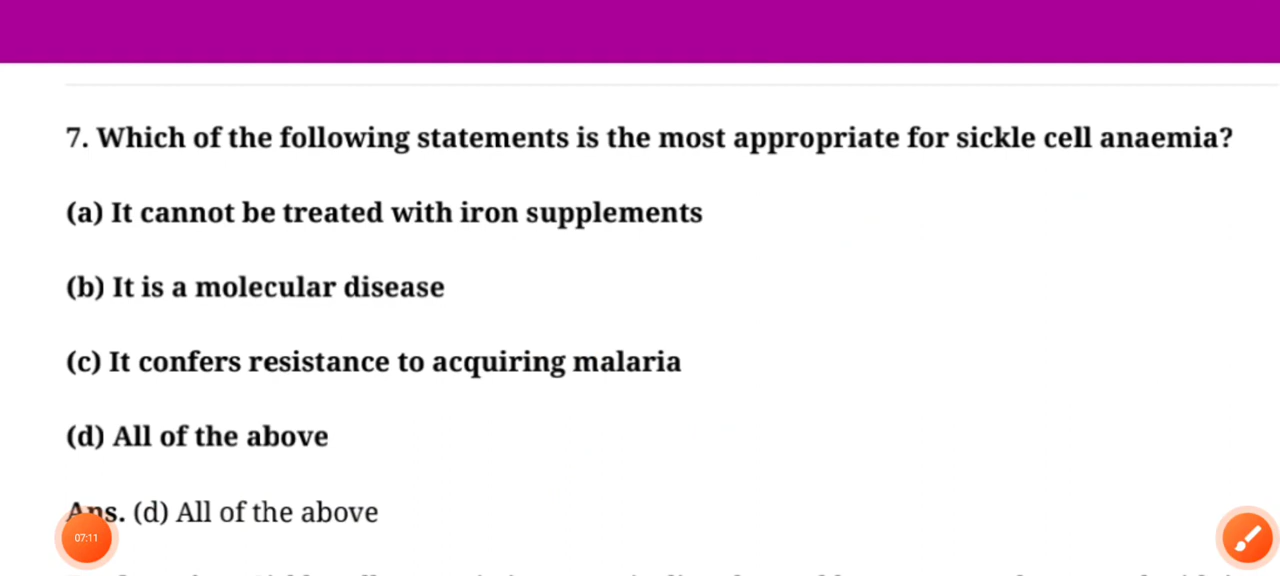 7. Which of the following statements is the most appropriate for sickle cell anaemia?
(a) It cannot be treated with iron supplements
(b) It is a molecular disease
(c) It confers resistance to acquiring malaria
(d) All of the above
Ans. (d) All of the above
07:11